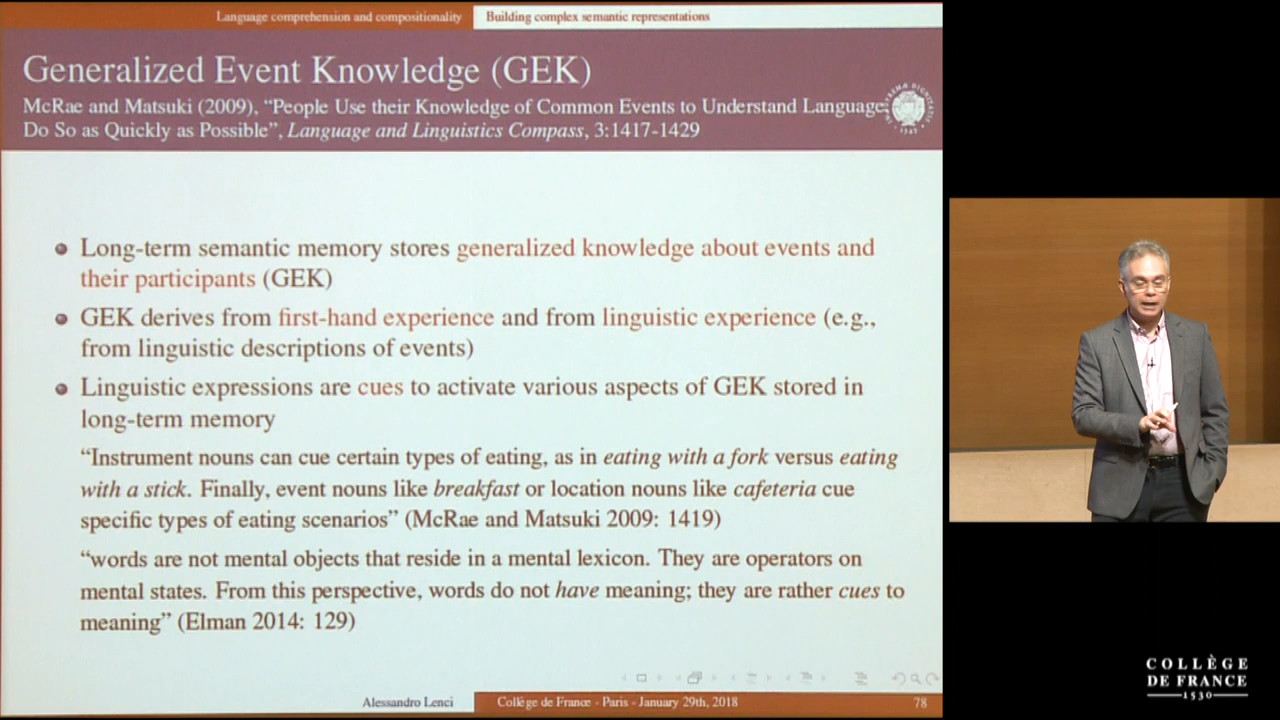 Language comprehension and compositionality Building complex semantic representations
Generalized Event Knowledge (GEK)
McRae and Matsuki (2009), “People Use their Knowledge of Common Events to Understand Language,
Do So as Quickly as Possible”, Language and Linguistics Compass, 3:1417-1429
Long-term semantic memory stores generalized knowledge about events and
their participants (GEK)
GEK derives from first-hand experience and from linguistic experience (e.g.,
from linguistic descriptions of events)
Linguistic expressions are cues to activate various aspects of GEK stored in
long-term memory
“Instrument nouns can cue certain types of eating, as in eating with a fork versus eating
with a stick. Finally, event nouns like breakfast or location nouns like cafeteria cue
specific types of eating scenarios” (McRae and Matsuki 2009: 1419)
“words are not mental objects that reside in a mental lexicon. They are operators on
mental states. From this perspective, words do not have meaning; they are rather cues to
meaning” (Elman 2014: 129)
Alessandro Lenci Collège de France - Paris - January 29th, 2018 78
COLLÈGE
DE FRANCE
1530